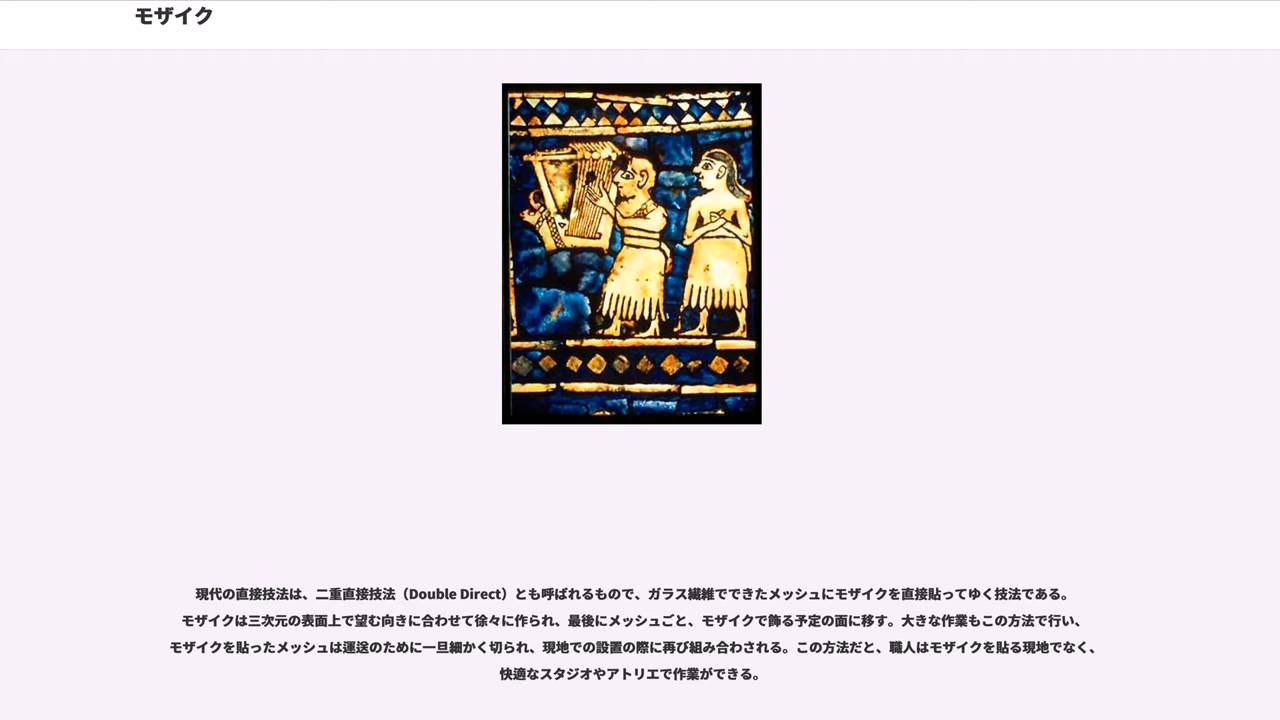 モザイク
現代の直接技法は、二重直接技法（Double Direct）とも呼ばれるもので、ガラス繊維でできたメッシュにモザイクを直接貼ってゆく技法である。
モザイクは三次元の表面上で望む向きに合わせて徐々に作られ、最後にメッシュごと、モザイクで飾る予定の面に移す。大きな作業もこの方法で行い、
モザイクを貼ったメッシュは運送のために一旦細かく切られ、現地での設置の際に再び組み合わされる。この方法だと、職人はモザイクを貼る現地でなく、
快適なスタジオやアトリエで作業ができる。